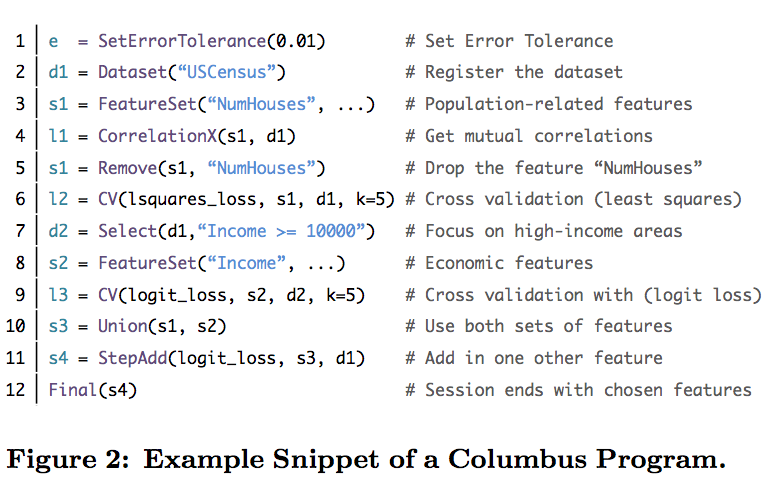 1 e = SetErrorTolerance(0.01) # Set Error Tolerance
2 d1 = Dataset(“USCensus”) # Register the dataset
3 s1 = FeatureSet(“NumHouses”, ...) # Population-related features
4 l1 = CorrelationX(s1, d1) # Get mutual correlations
5 s1 = Remove(s1, “NumHouses”) # Drop the feature “NumHouses”
6 l2 = CV(lsquares_loss, s1, d1, k=5) # Cross validation (least squares)
7 d2 = Select(d1,“Income >= 10000”) # Focus on high-income areas
8 s2 = FeatureSet(“Income”, ...) # Economic features
9 l3 = CV(logit_loss, s2, d2, k=5) # Cross validation with (logit loss)
10 s3 = Union(s1, s2) # Use both sets of features
11 s4 = StepAdd(logit_loss, s3, d1) # Add in one other feature
12 Final(s4) # Session ends with chosen features
Figure 2: Example Snippet of a Columbus Program.